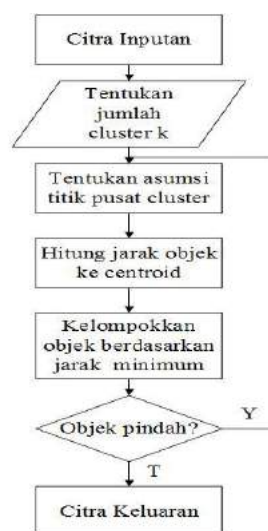 Citra Inputan
Tentukan
jumlah
cluster k
Tentukan asumsi
titik pusat cluster
Hitung jarak objek
ke centroid
Kelompokkan
objek berdasarkan
jarak minimum
Objek pindah?
Y
T
Citra Keluaran